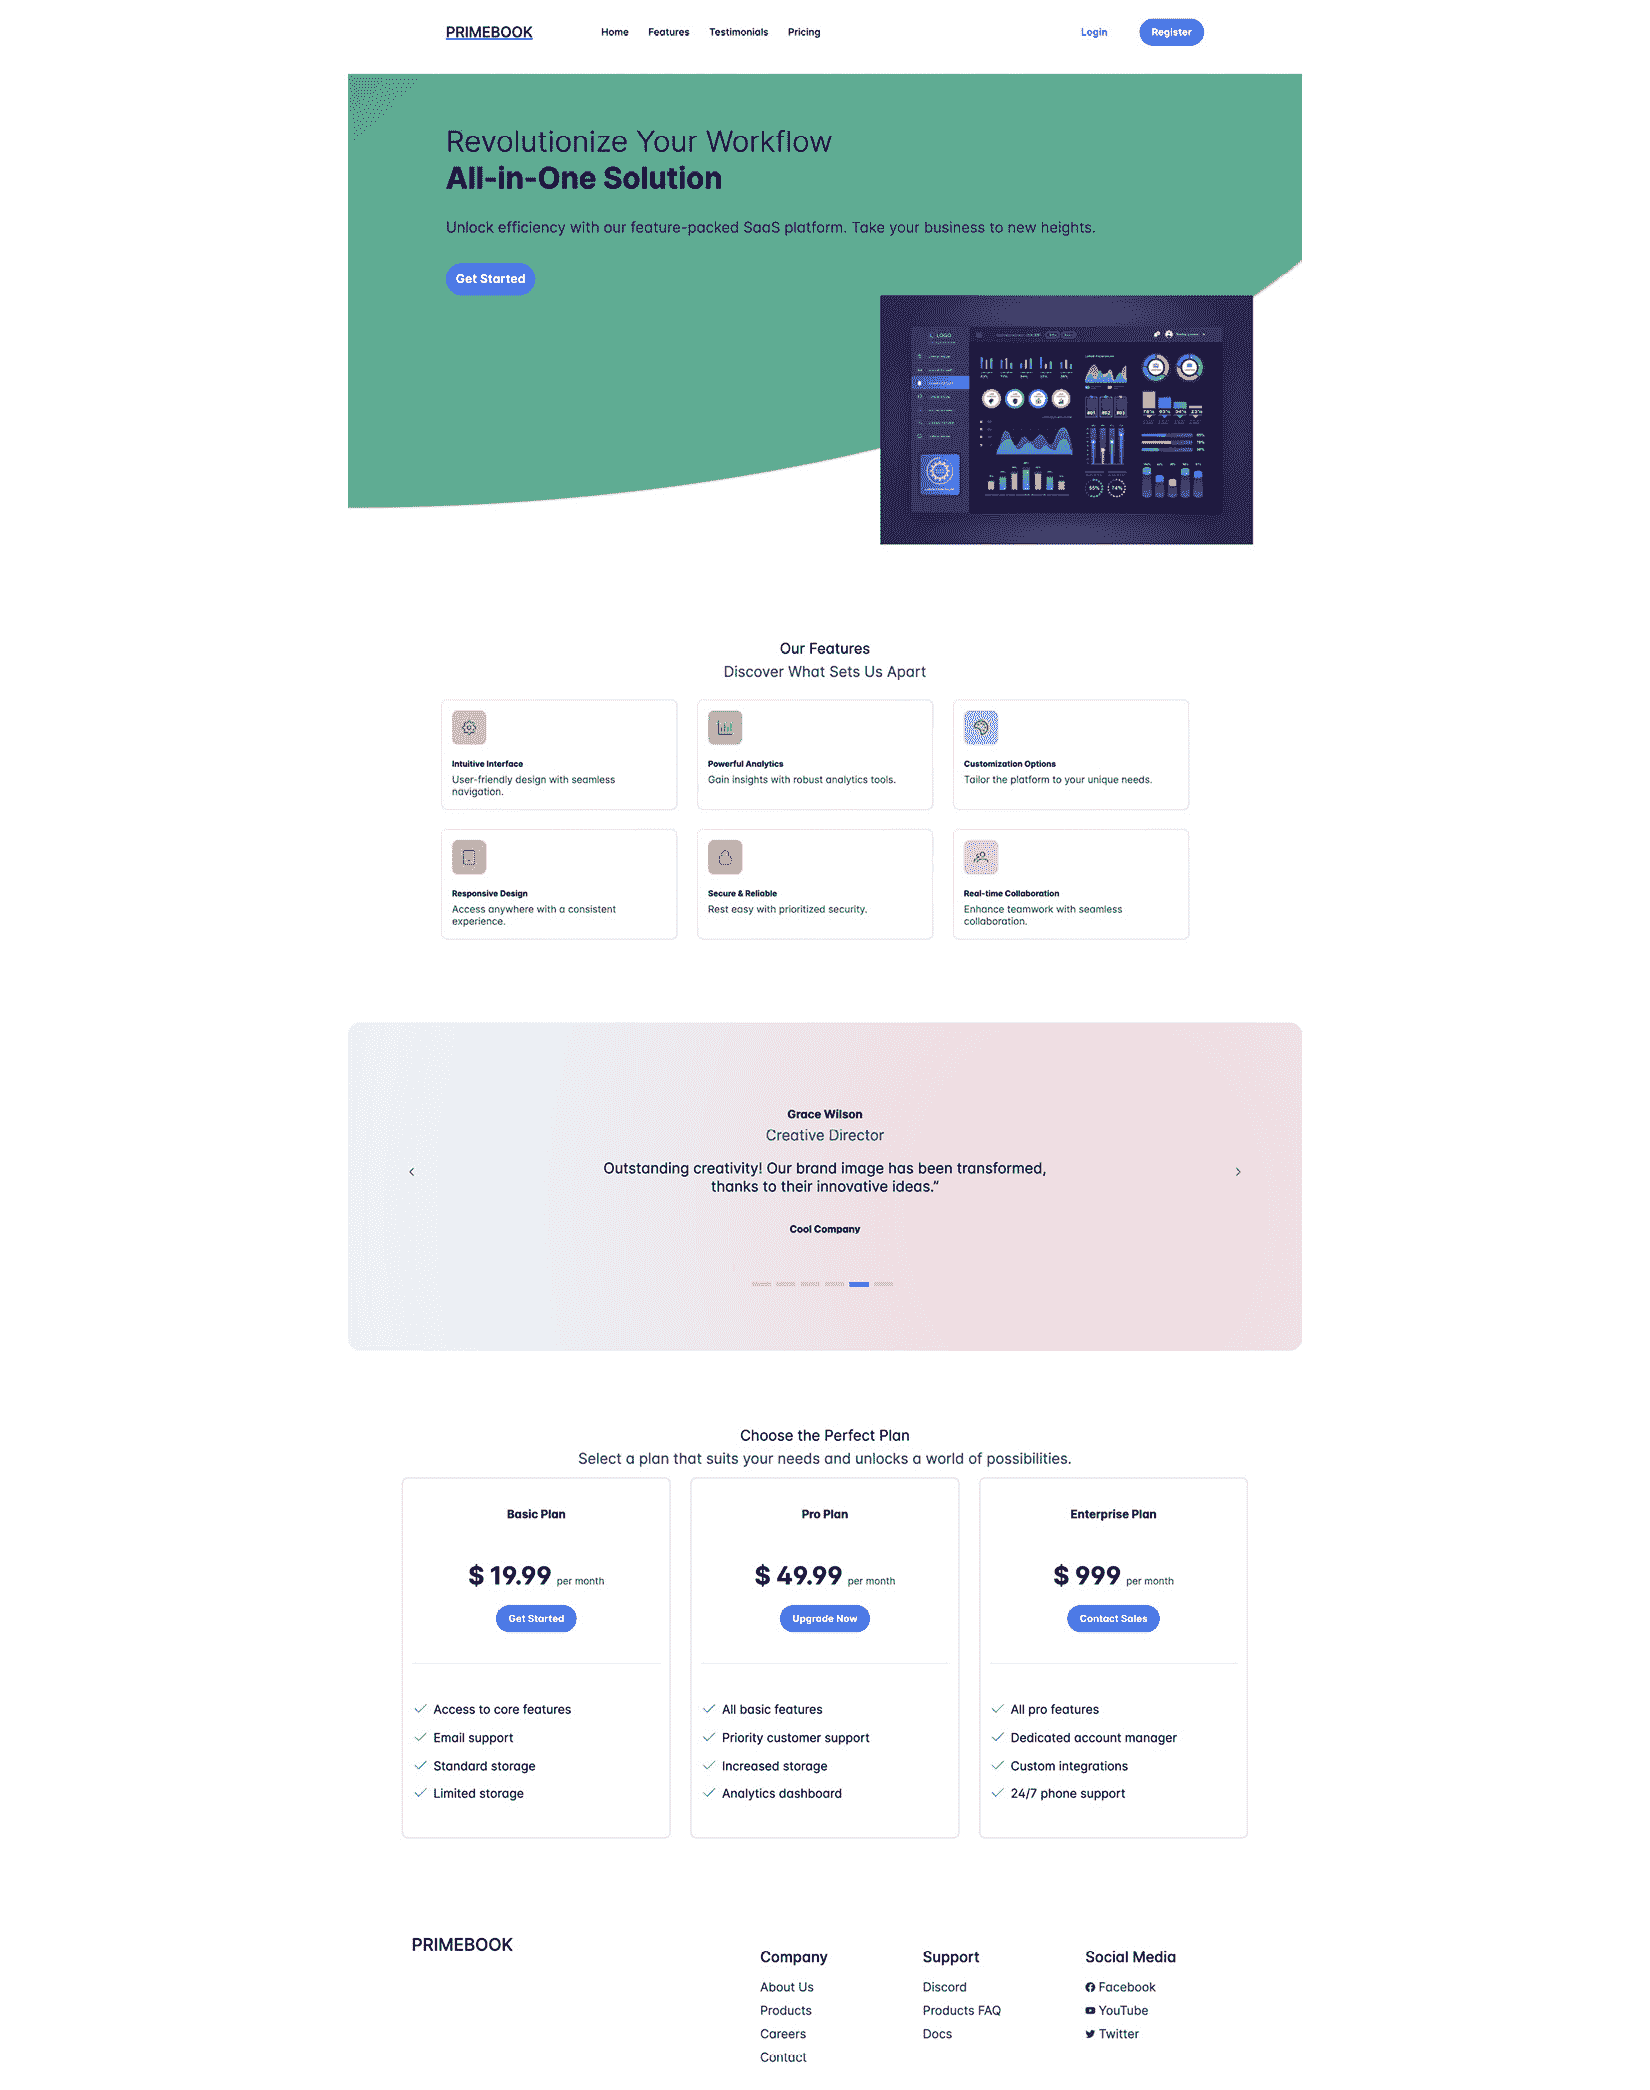 PRIMEBOOK
Home
Features
Testimonials
Pricing
Login
Register
Revolutionize Your Workflow
All-in-One Solution
Unlock efficiency with our feature-packed SaaS platform. Take your business to new heights.
Get Started
LOGO
65%
74%
Our Features
Discover What Sets Us Apart
Intuitive Interface
User-friendly design with seamless
navigation.
Powerful Analytics
Gain insights with robust analytics tools.
Customization Options
Tailor the platform to your unique needs.
Responsive Design
Access anywhere with a consistent
experience.
Secure & Reliable
Rest easy with prioritized security.
Real-time Collaboration
Enhance teamwork with seamless
collaboration.
Grace Wilson
Creative Director
Outstanding creativity! Our brand image has been transformed,
thanks to their innovative ideas.”
Cool Company
Choose the Perfect Plan
Select a plan that suits your needs and unlocks a world of possibilities.
Basic Plan
$ 19.99 per month
Get Started
Access to core features
Email support
Standard storage
Limited storage
Pro Plan
$ 49.99 per month
Upgrade Now
All basic features
Priority customer support
Increased storage
Analytics dashboard
Enterprise Plan
$ 999 per month
Contact Sales
All pro features
Dedicated account manager
Custom integrations
24/7 phone support
PRIMEBOOK
Company
About Us
Products
Careers
Contact
Support
Discord
Products FAQ
Docs
Social Media
Facebook
YouTube
Twitter